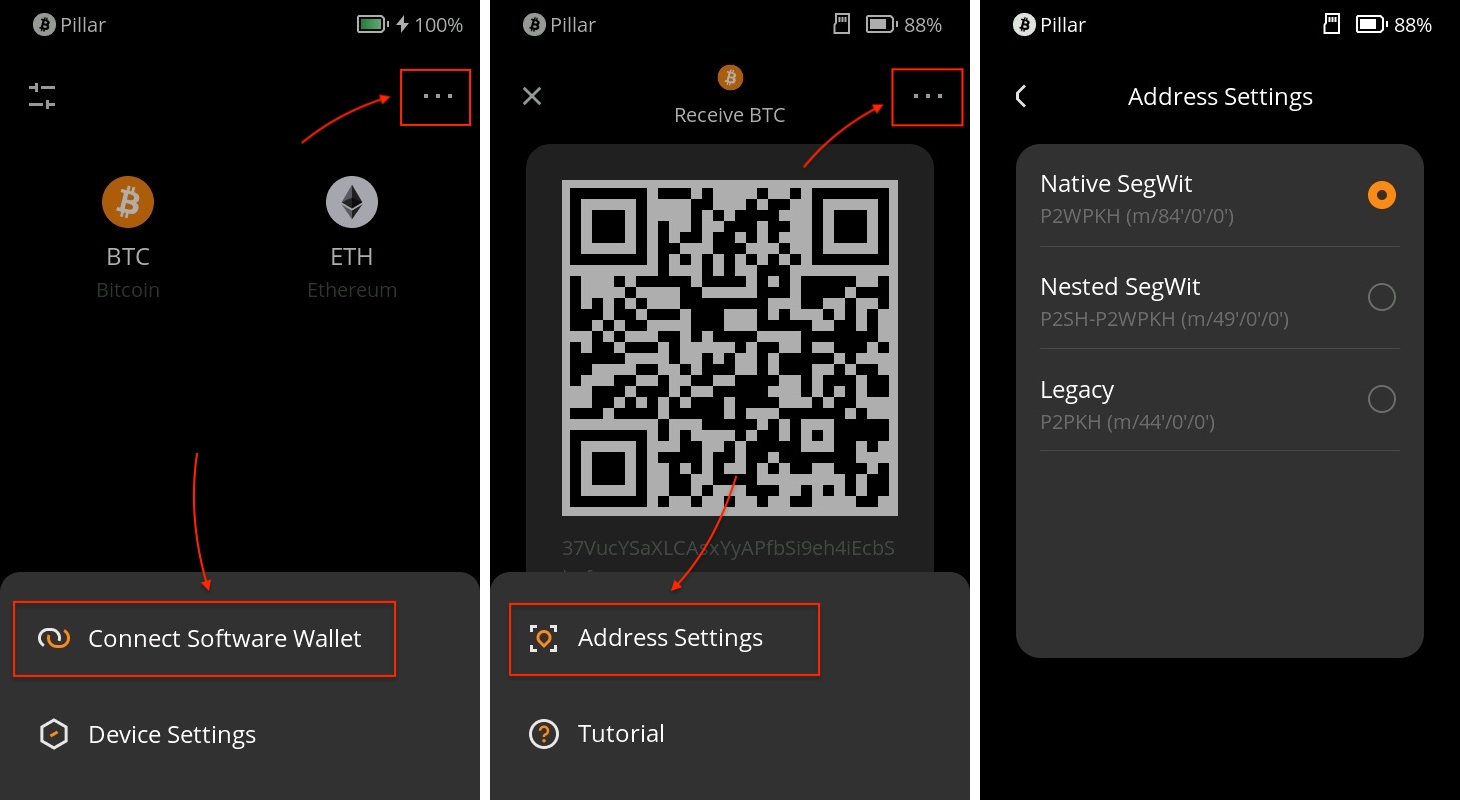 Pillar
100%
BTC
Bitcoin
ETH
Ethereum
Connect Software Wallet
Device Settings
Pillar
88%
Receive BTC
37VucYSaXLCAsxYyAPfbSi9eh4iEcbS
Address Settings
Tutorial
Pillar
88%
Address Settings
Native SegWit
P2WPKH (m/84'/0'/0')
Nested SegWit
P2SH-P2WPKH (m/49'/0'/0')
Legacy
P2PKH (m/44'/0'/0')